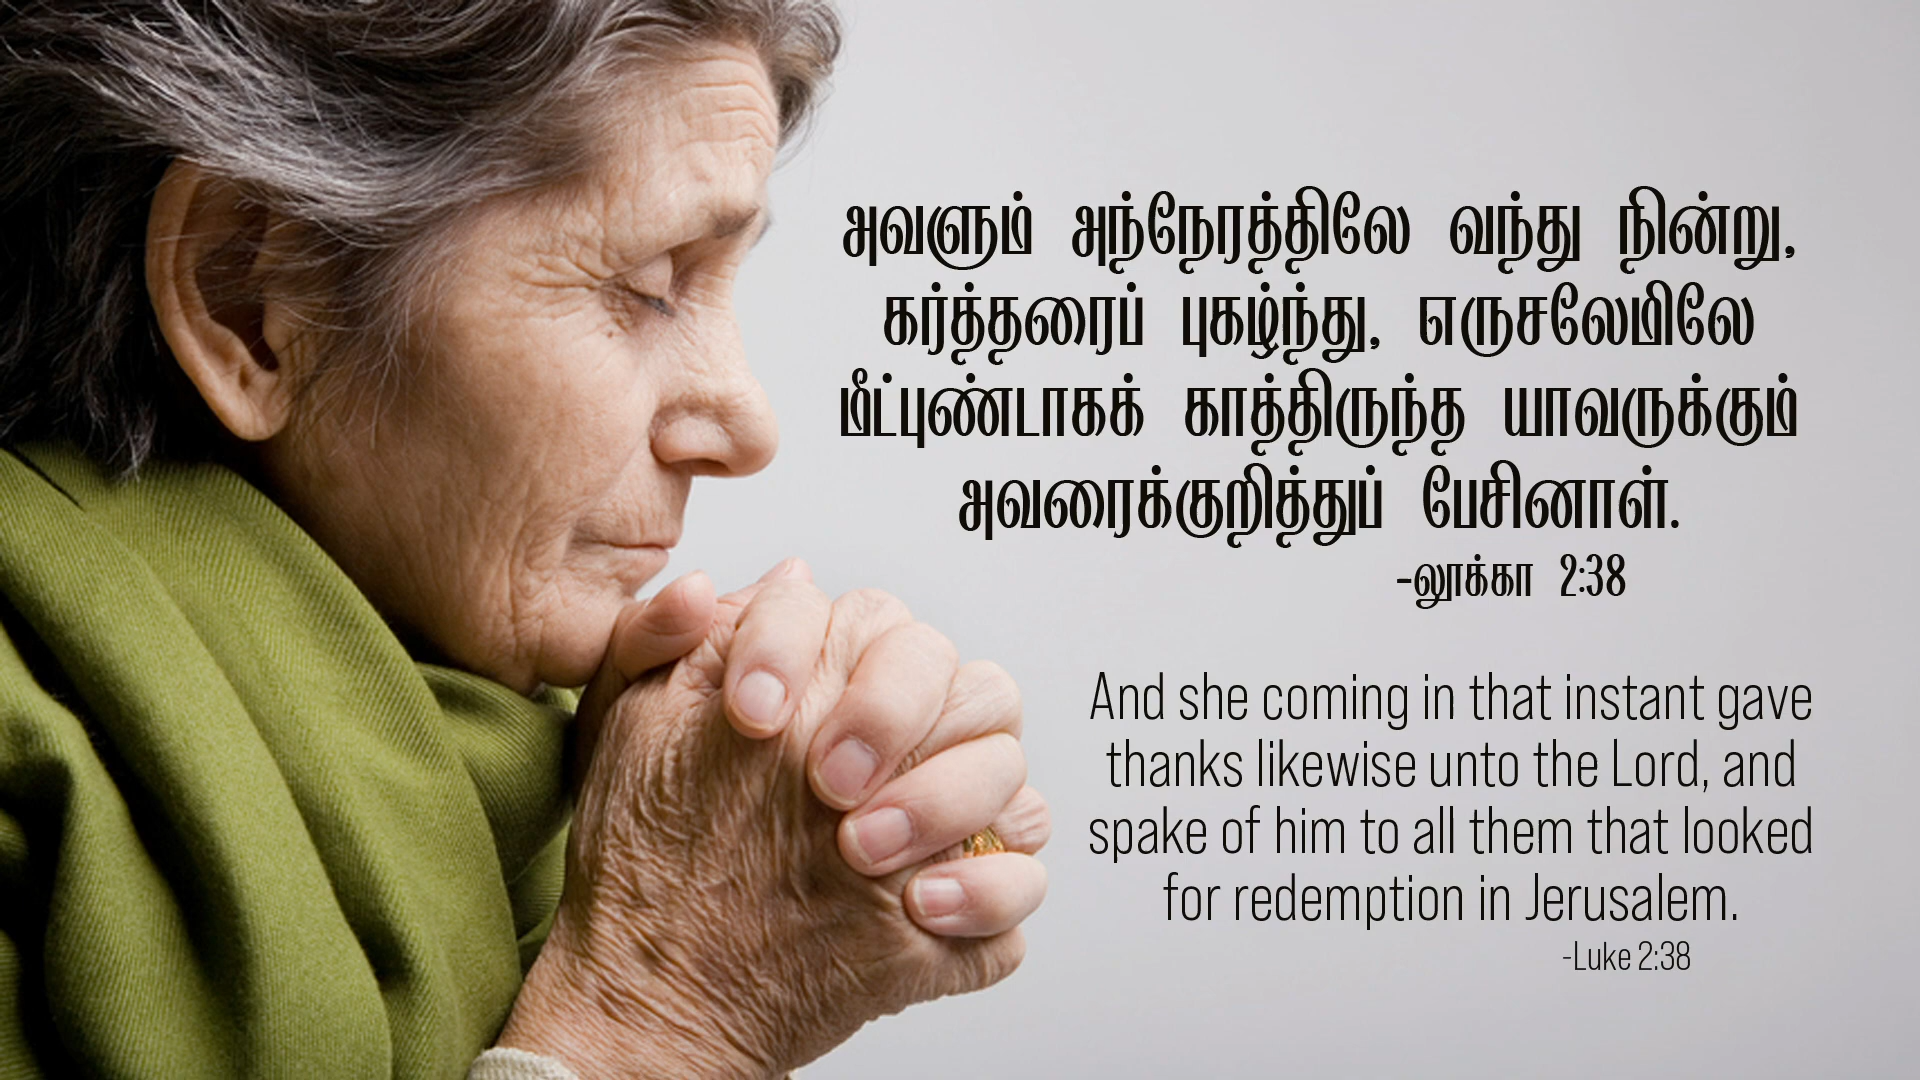 அவளும் அந்நேரத்திலே வந்து நின்று,
கர்த்தரைப் புகழ்ந்து, எருசலேமிலே
மீட்புண்டாகக் காத்திருந்த யாவருக்கும்
அவரைக்குறித்துப் பேசினாள்.
-லூக்கா 2:38
And she coming in that instant gave
thanks likewise unto the Lord, and
spake of him to all them that looked
for redemption in Jerusalem.
-Luke 2:38